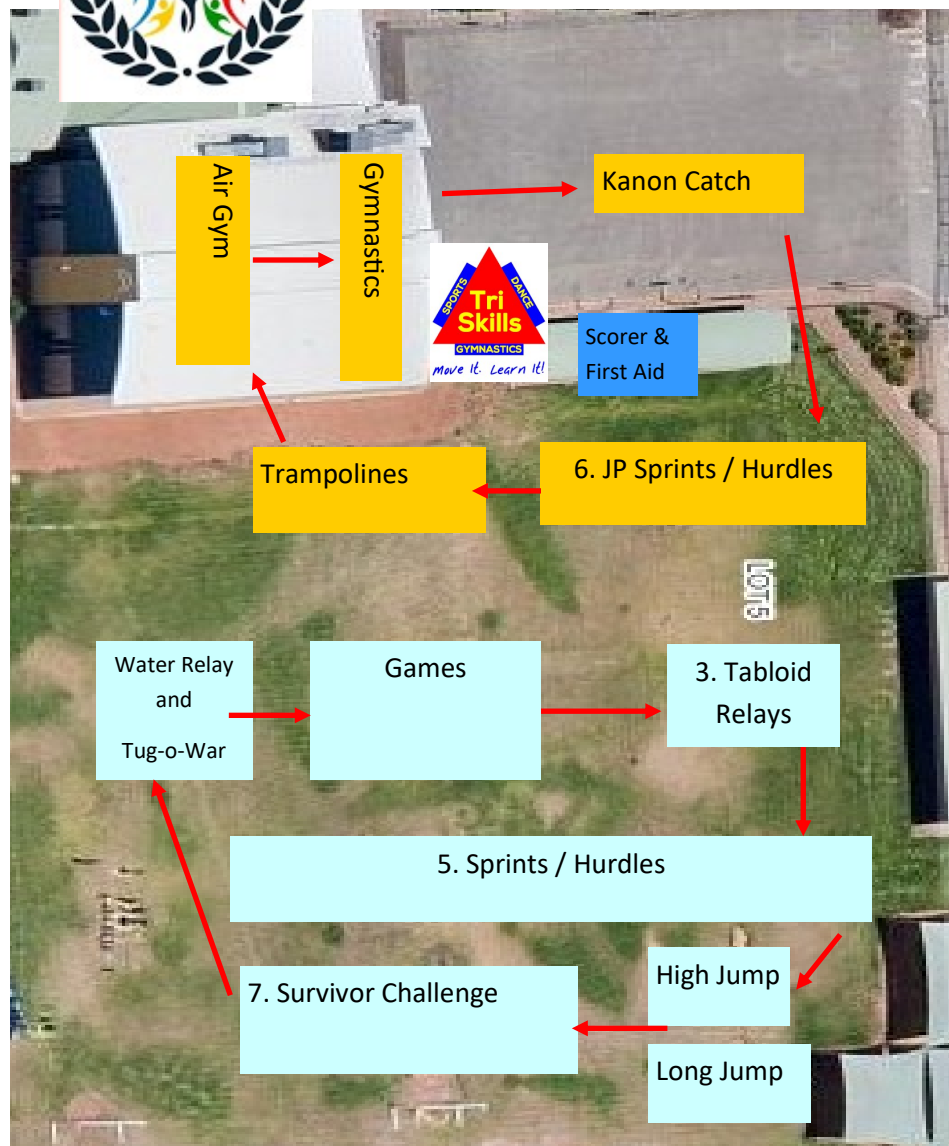 Air Gym
Gymnastics
Kanon Catch
SPORTS
DANCE
Tri
Skills
GYMNASTICS
move It. Learn It!
Scorer &
First Aid
Trampolines
6. JP Sprints / Hurdles
LOT 5
Water Relay
and
Tug-o-War
Games
3. Tabloid
Relays
5. Sprints / Hurdles
High Jump
7. Survivor Challenge
Long Jump